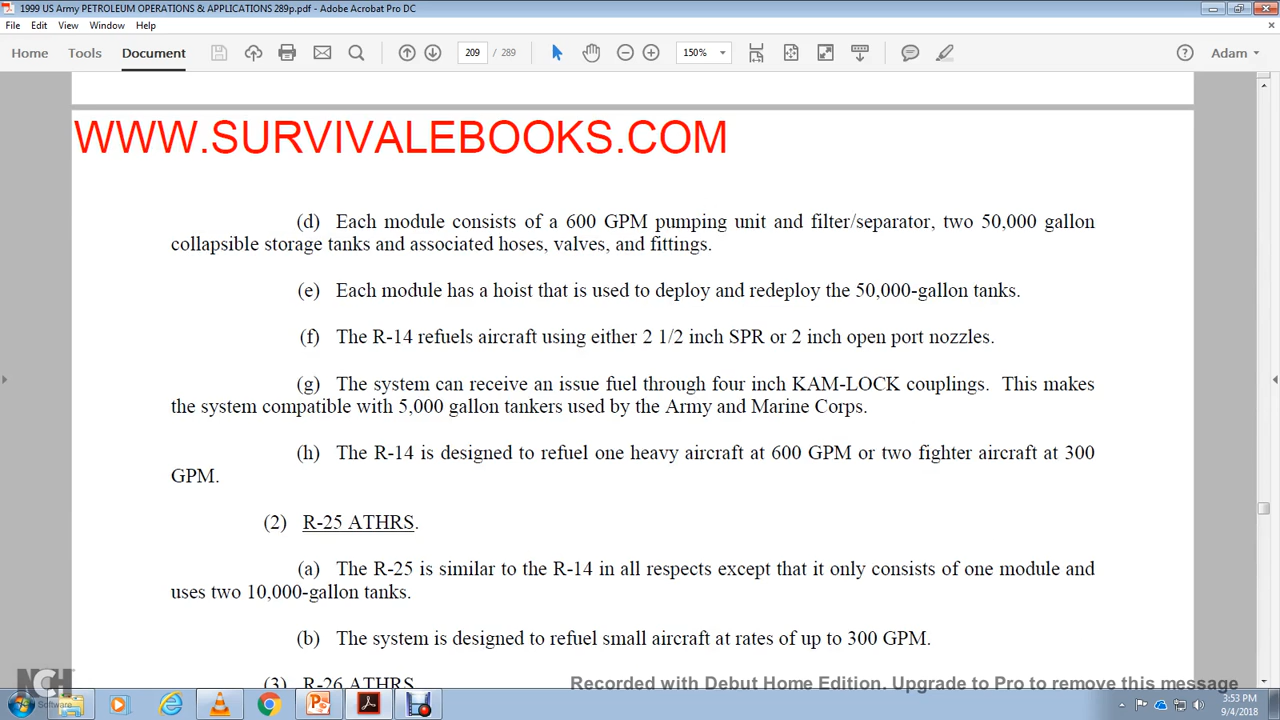 1999 US Army PETROLEUM OPERATIONS & APPLICATIONS 289p.pdf - Adobe Acrobat Pro DC
File Edit View Window Help
Home Tools Document 209 / 289 150% Adam
WWW.SURVIVALEBOOKS.COM
(d) Each module consists of a 600 GPM pumping unit and filter/separator, two 50,000 gallon
collapsible storage tanks and associated hoses, valves, and fittings.
(e) Each module has a hoist that is used to deploy and redeploy the 50,000-gallon tanks.
(f) The R-14 refuels aircraft using either 2 1/2 inch SPR or 2 inch open port nozzles.
(g) The system can receive an issue fuel through four inch KAM-LOCK couplings. This makes
the system compatible with 5,000 gallon tankers used by the Army and Marine Corps.
(h) The R-14 is designed to refuel one heavy aircraft at 600 GPM or two fighter aircraft at 300
GPM.
(2) R-25 ATHRS.
(a) The R-25 is similar to the R-14 in all respects except that it only consists of one module and
uses two 10,000-gallon tanks.
(b) The system is designed to refuel small aircraft at rates of up to 300 GPM.
(3) R-26 ATHRS
Recorded with Debut Home Edition. Upgrade to Pro to remove this message
NCH
Software
3:53 PM
9/4/2018